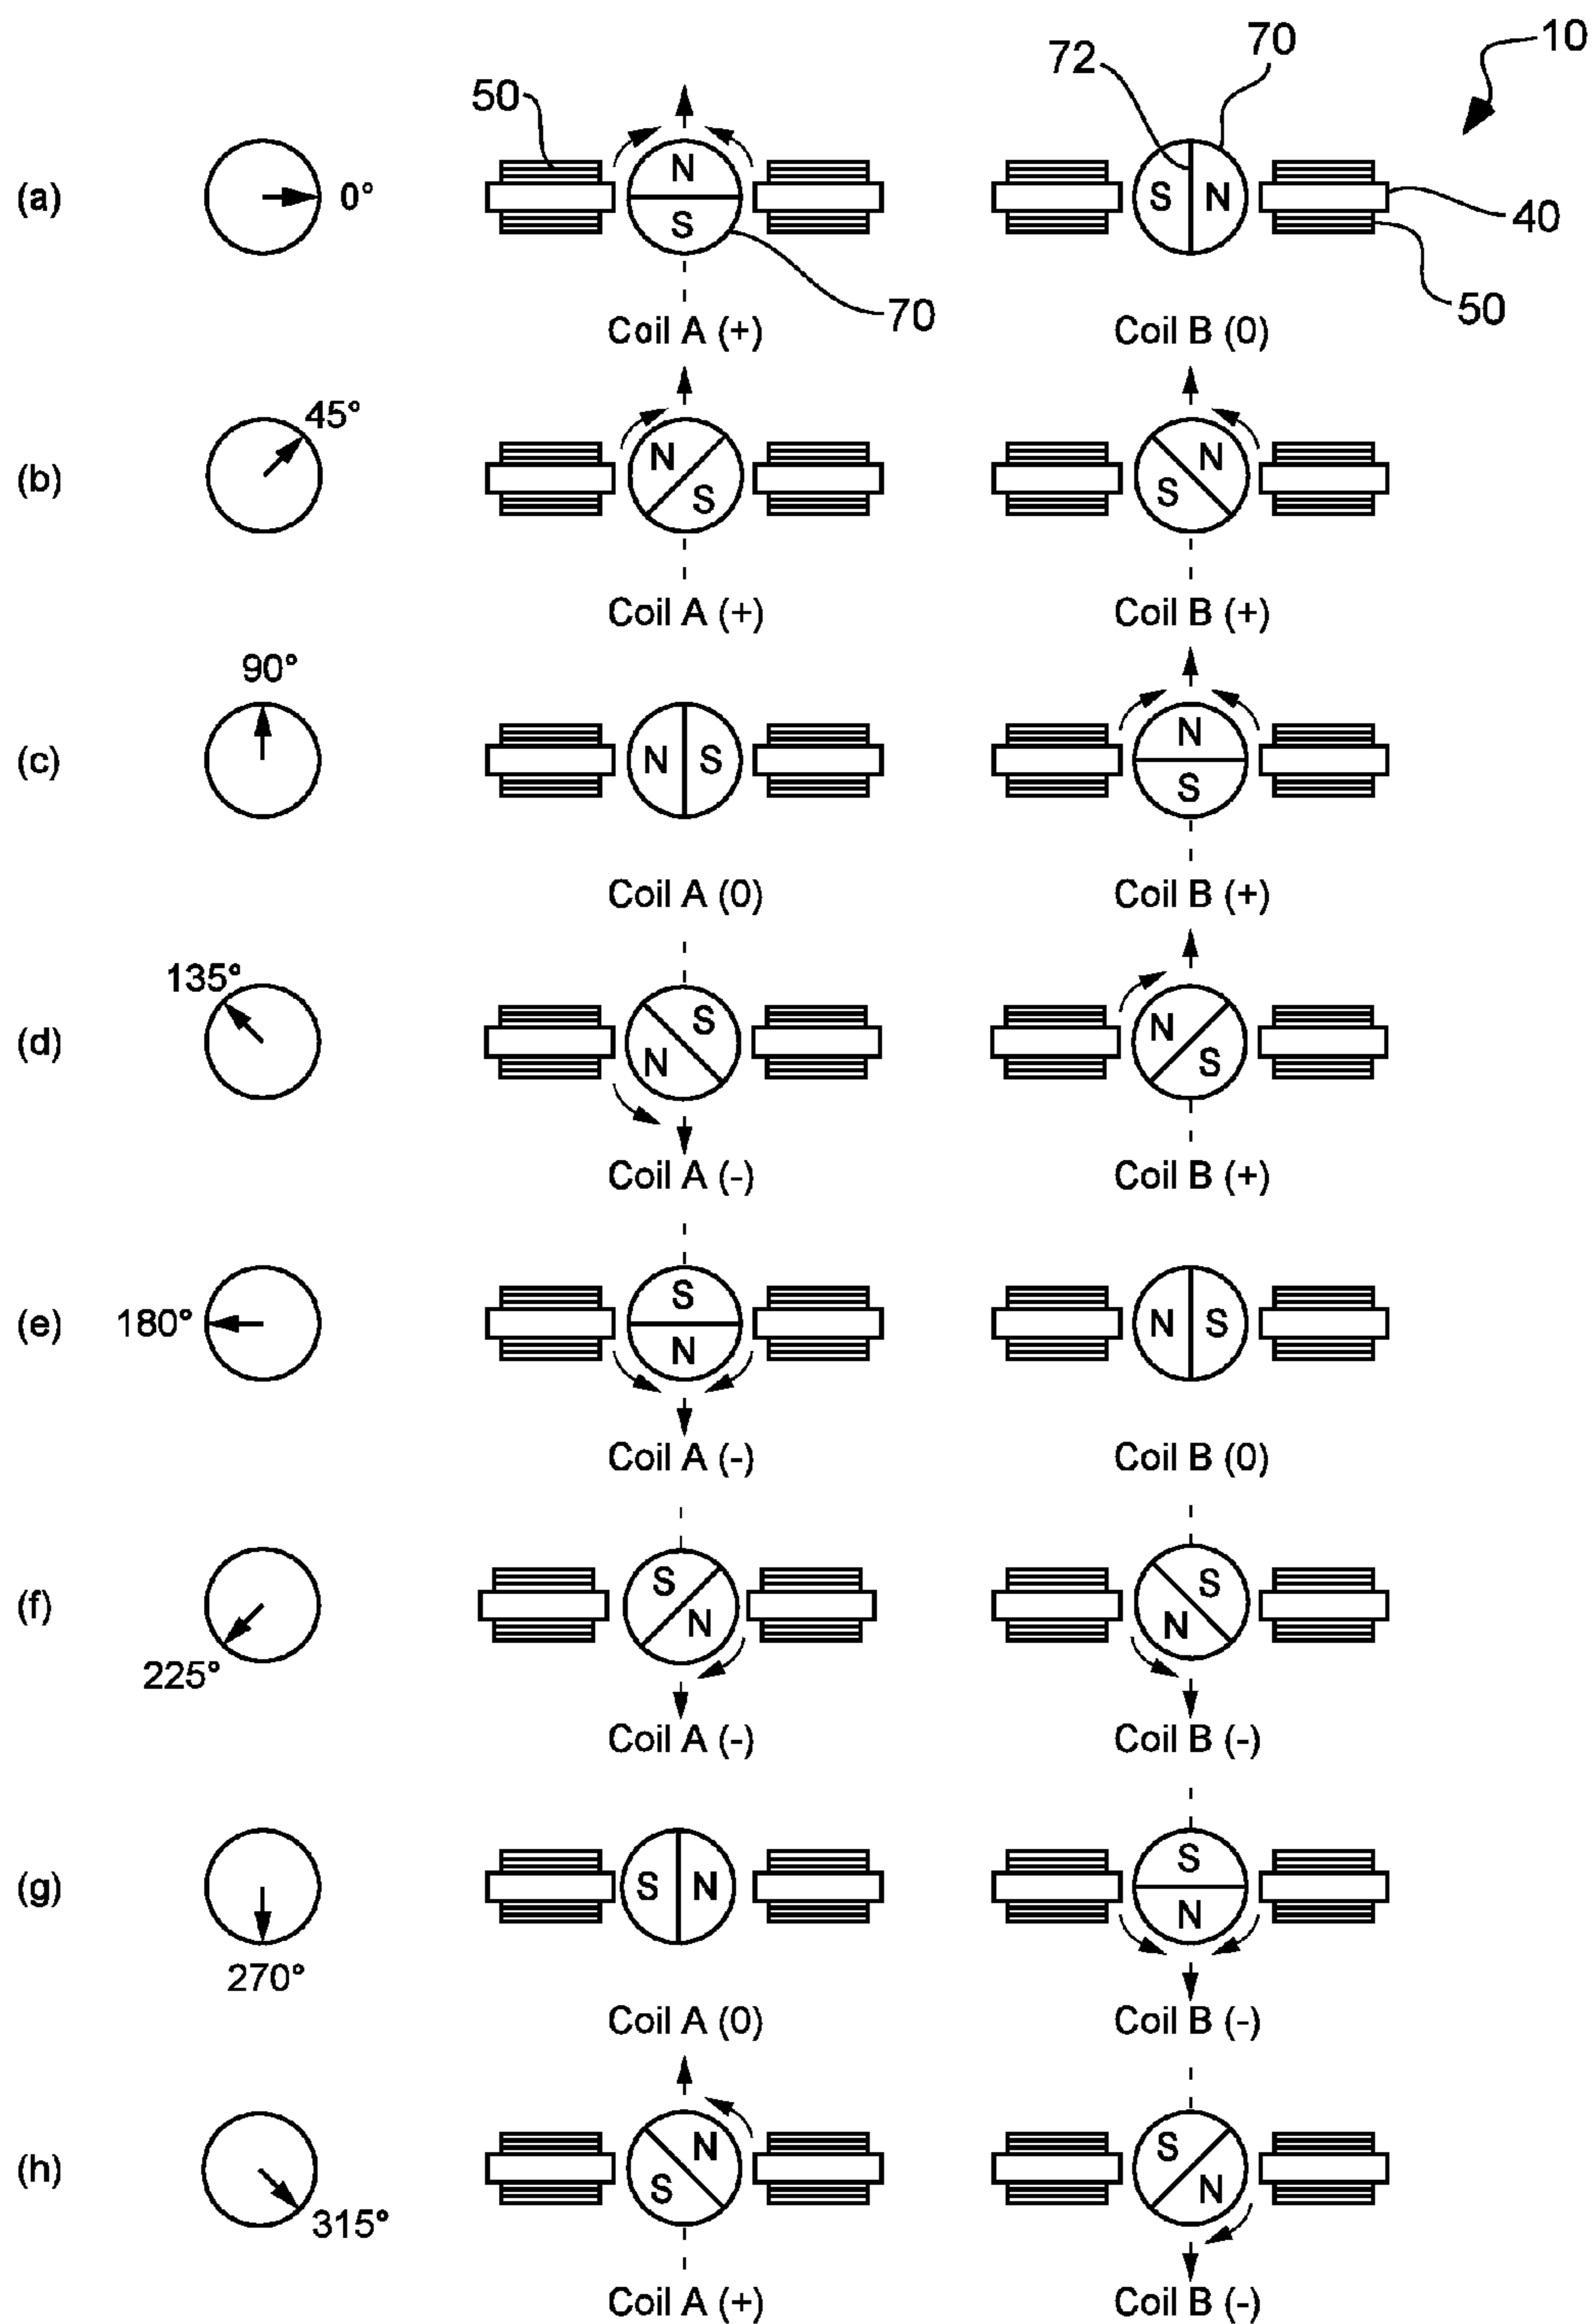 10
72
70
50
(a)
0°
N
S
S
N
40
50
70
Coil A (+)
Coil B (0)
45°
(b)
N
S
N
S
Coil A (+)
Coil B (+)
90°
(c)
N
S
N
S
Coil A (0)
Coil B (+)
135°
(d)
S
N
N
S
Coil A (-)
Coil B (+)
(e)
180°
S
N
N
S
Coil A (-)
Coil B (0)
(f)
S
N
S
N
225°
Coil A (-)
Coil B (-)
(g)
S
N
S
N
270°
Coil A (0)
Coil B (-)
(h)
N
S
S
N
315°
Coil A (+)
Coil B (-)